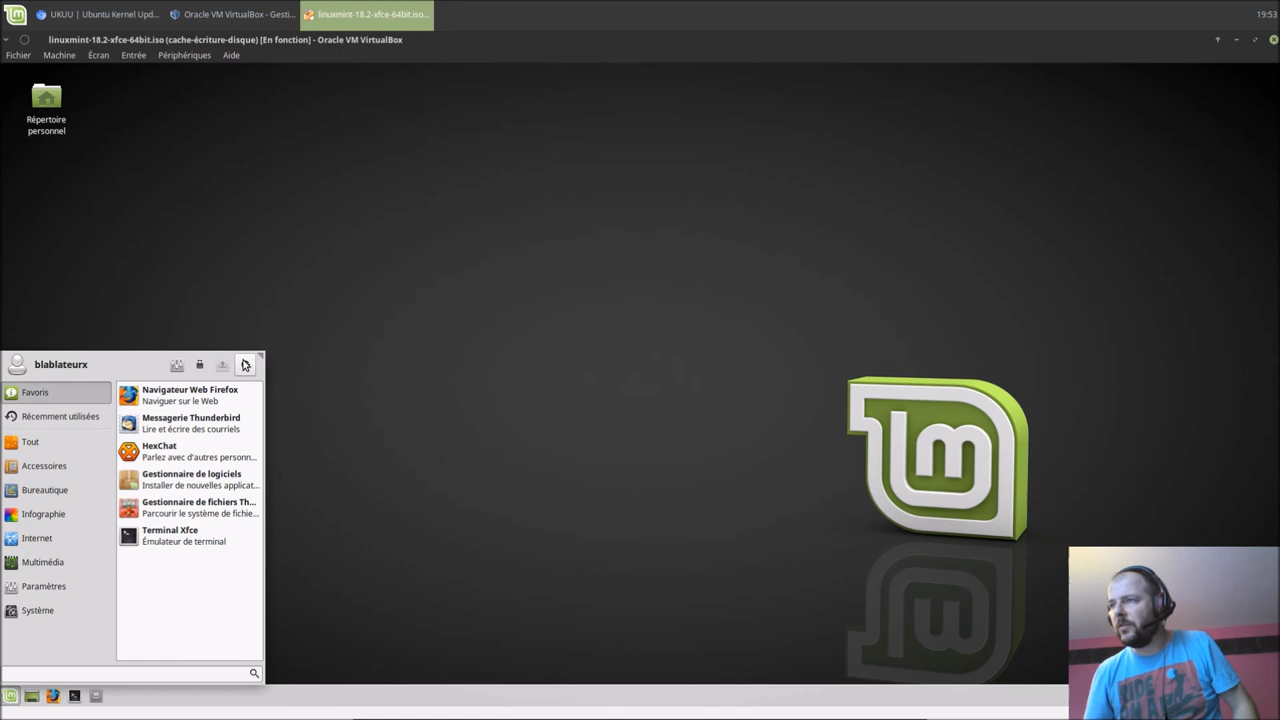 UKUU | Ubuntu Kernel Upd...
Oracle VM VirtualBox - Gesti...
linuxmint-18.2-xfce-64bit.iso...
19:53
linuxmint-18.2-xfce-64bit.iso (cache-écriture-disque) [En fonction] - Oracle VM VirtualBox
Fichier Machine Écran Entrée Périphériques Aide
Répertoire
personnel
blablateurx
Favoris
Récemment utilisées
Tout
Accessoires
Bureautique
Infographie
Internet
Multimédia
Paramètres
Système
Navigateur Web Firefox
Naviguer sur le Web
Messagerie Thunderbird
Lire et écrire des courriels
HexChat
Parlez avec d'autres personn...
Gestionnaire de logiciels
Installer de nouvelles applicat...
Gestionnaire de fichiers Th...
Parcourir le système de fichie...
Terminal Xfce
Émulateur de terminal
lm